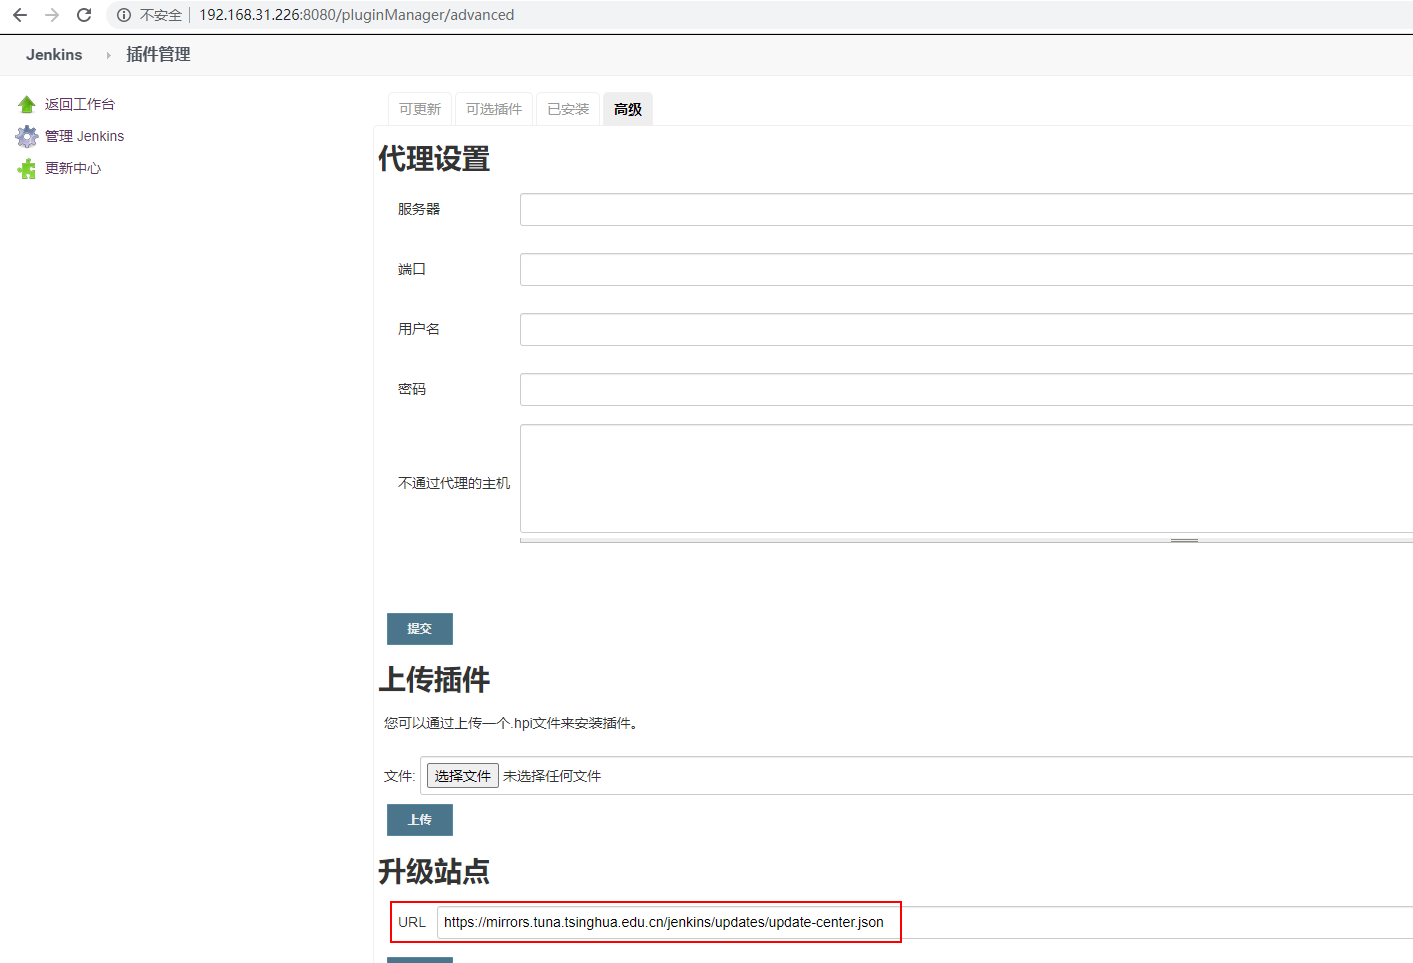 不安全 192.168.31.226:8080/pluginManager/advanced
Jenkins 插件管理
返回工作台
管理 Jenkins
更新中心
可更新 可选插件 已安装 高级
代理设置
服务器
端口
用户名
密码
不通过代理的主机
提交
上传插件
您可以通过上传一个.hpi文件来安装插件。
文件: 选择文件 未选择任何文件
上传
升级站点
URL https://mirrors.tuna.tsinghua.edu.cn/jenkins/updates/update-center.json